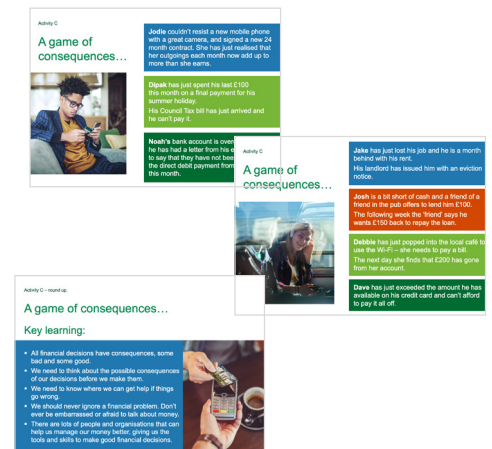 Activity C
A game of
consequences…
Jodie couldn't resist a new mobile phone
with a great camera, and signed a new 24
month contract. She has just realised that
her outgoings each month now add up to
more than she earns.
Dipak has just spent his last £100
this month on a final payment for his
summer holiday.
His Council Tax bill has just arrived and
he can't pay it.
Noah's bank account is over
he has had a letter from his e
to say that they have not bee
the direct debit payment from
this month.
Activity C
A game of
consequences…
Jake has just lost his job and he is a month
behind with his rent.
His landlord has issued him with an eviction
notice.
Josh is a bit short of cash and a friend of a
friend in the pub offers to lend him £100.
The following week the 'friend' says he
wants £150 back to repay the loan.
Debbie has just popped into the local café to
use the Wi-Fi – she needs to pay a bill.
The next day she finds that £200 has gone
from her account.
Dave has just exceeded the amount he has
available on his credit card and can't afford
to pay it all off.
Activity C – round up
A game of consequences…
Key learning:
• All financial decisions have consequences, some
bad and some good.
• We need to think about the possible consequences
of our decisions before we make them.
• We need to know where we can get help if things
go wrong.
• We should never ignore a financial problem. Don't
ever be embarrassed or afraid to talk about money.
• There are lots of people and organisations that can
help us manage our money better, giving us the
tools and skills to make good financial decisions.